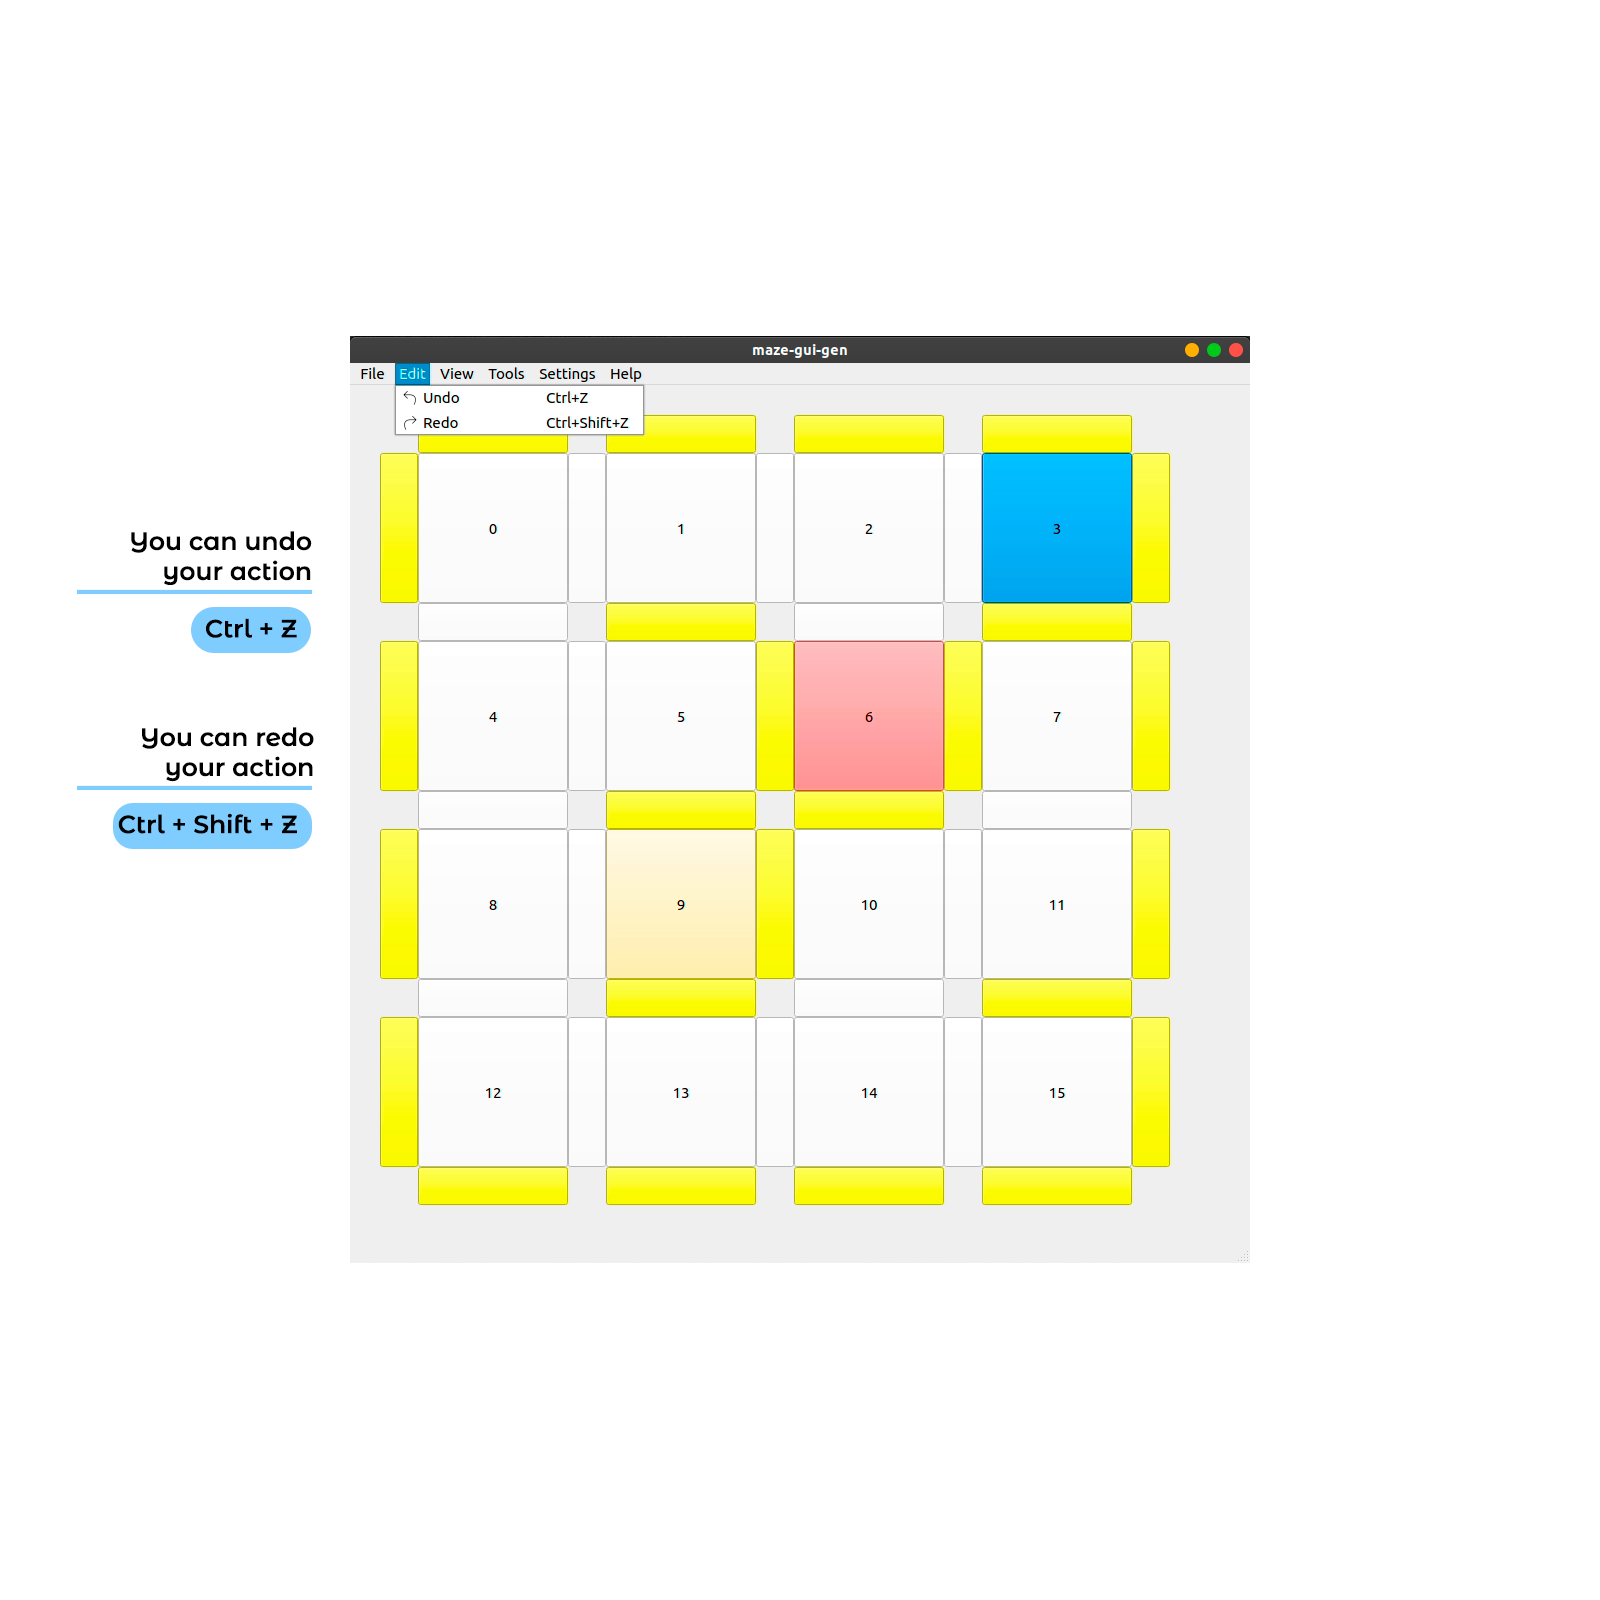 maze-gui-gen
File Edit View Tools Settings Help
Undo Ctrl+Z
Redo Ctrl+Shift+Z
You can undo
your action
Ctrl + Z
You can redo
your action
Ctrl + Shift + Z
0 1 2 3
4 5 6 7
8 9 10 11
12 13 14 15